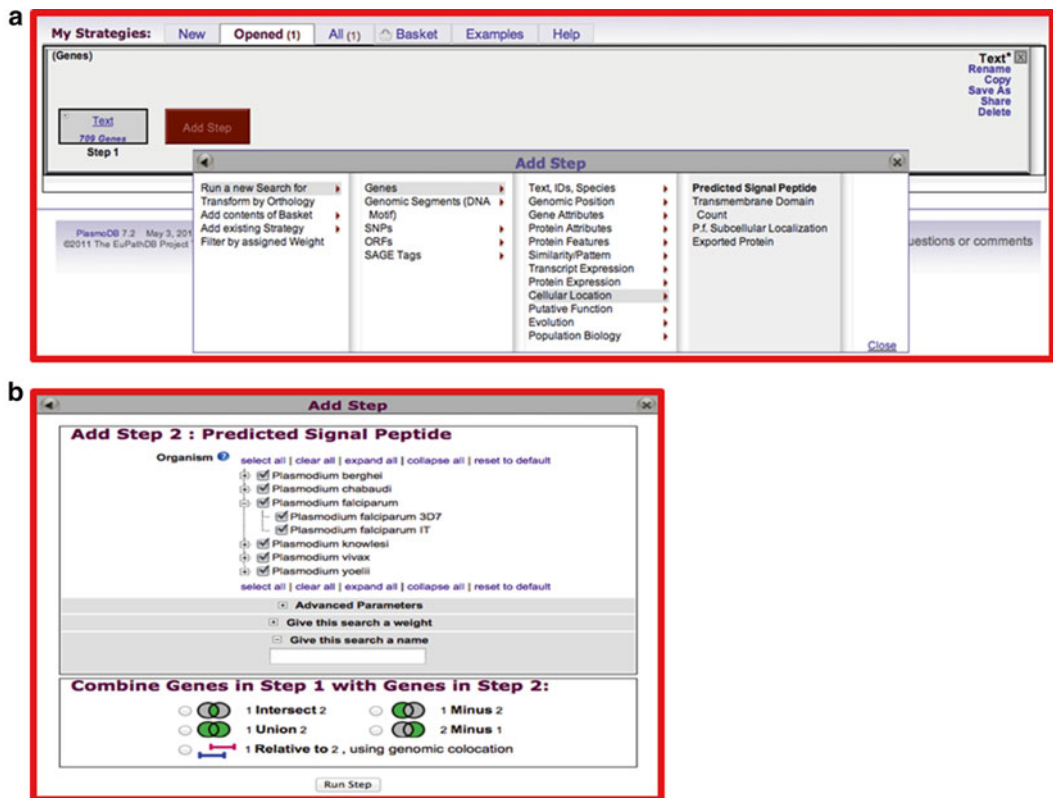 a
My Strategies: New Opened (1) All (1) Basket Examples Help
(Genes)
Text*
Rename
Copy
Save As
Share
Delete
Text
709 Genes
Step 1
Add Step
Add Step
Run a new Search for
Transform by Orthology
Add contents of Basket
Add existing Strategy
Filter by assigned Weight
Genes
Genomic Segments (DNA
Motif)
SNPs
ORFs
SAGE Tags
Text, IDs, Species
Genomic Position
Gene Attributes
Protein Attributes
Protein Features
Similarity/Pattern
Transcript Expression
Protein Expression
Cellular Location
Putative Function
Evolution
Population Biology
Predicted Signal Peptide
Transmembrane Domain
Count
P.f. Subcellular Localization
Exported Protein
Close
PlasmoDB 7.2 May 3, 201
©2011 The EuPathDB Project
uestions or comments
b
Add Step
Add Step 2 : Predicted Signal Peptide
Organism ?
select all | clear all | expand all | collapse all | reset to default
Plasmodium berghei
Plasmodium chabaudi
Plasmodium falciparum
Plasmodium falciparum 3D7
Plasmodium falciparum IT
Plasmodium knowlesi
Plasmodium vivax
Plasmodium yoelii
select all | clear all | expand all | collapse all | reset to default
Advanced Parameters
Give this search a weight
Give this search a name
Combine Genes in Step 1 with Genes in Step 2:
1 Intersect 2
1 Minus 2
1 Union 2
2 Minus 1
1 Relative to 2 , using genomic colocation
Run Step